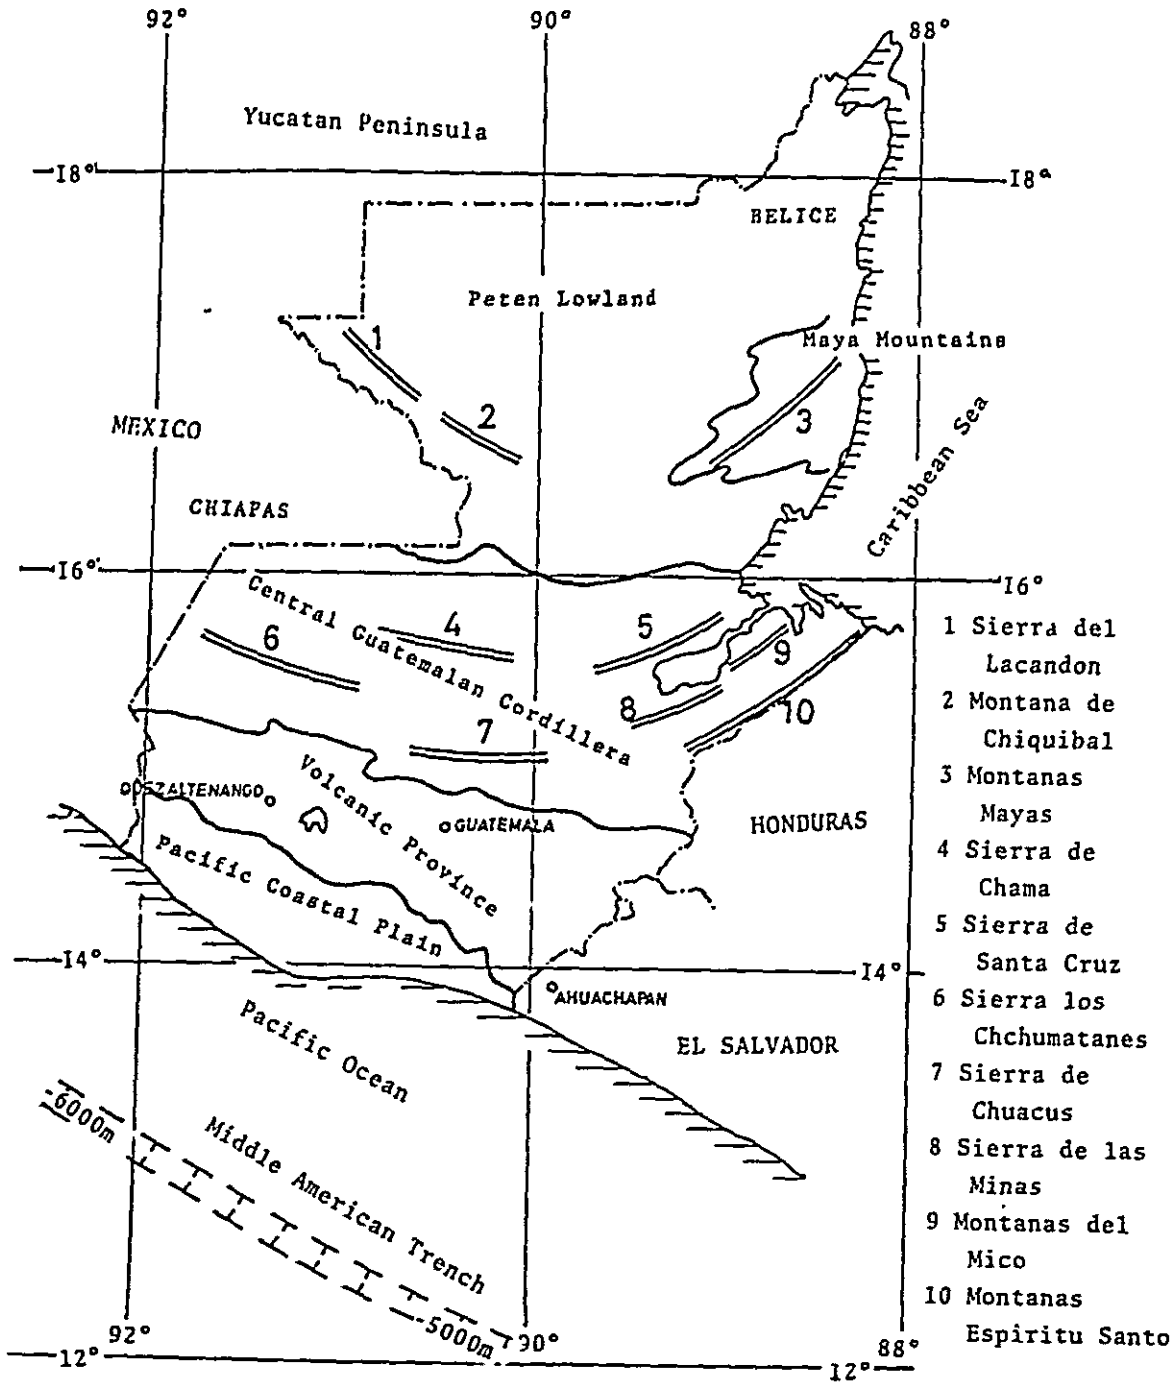 92°
90°
88°
Yucatan Peninsula
18°
18°
BELICE
Peten Lowland
Maya Mountains
1
2
3
MEXICO
Caribbean Sea
CHIAPAS
16°
16°
Central Guatemalan Cordillera
4
5
6
7
8
9
10
Volcanic Province
QUEZALTENANGO
GUATEMALA
HONDURAS
Pacific Coastal Plain
14°
14°
AHUACHAPAN
Pacific Ocean
EL SALVADOR
-6000m
Middle American Trench
-5000m
92°
90°
88°
12°
12°
1 Sierra del
Lacandon
2 Montana de
Chiquibal
3 Montanas
Mayas
4 Sierra de
Chama
5 Sierra de
Santa Cruz
6 Sierra los
Chchumatanes
7 Sierra de
Chuacus
8 Sierra de las
Minas
9 Montanas del
Mico
10 Montanas
Espiritu Santo